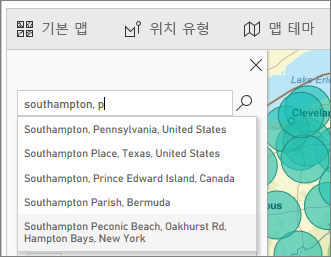 기본 맵 위치 유형 맵 테마
southampton, p
Southampton, Pennsylvania, United States
Southampton Place, Texas, United States
Southampton, Prince Edward Island, Canada
Southampton Parish, Bermuda
Southampton Peconic Beach, Oakhurst Rd,
Hampton Bays, New York
Lake Erie
Clevelan
bus